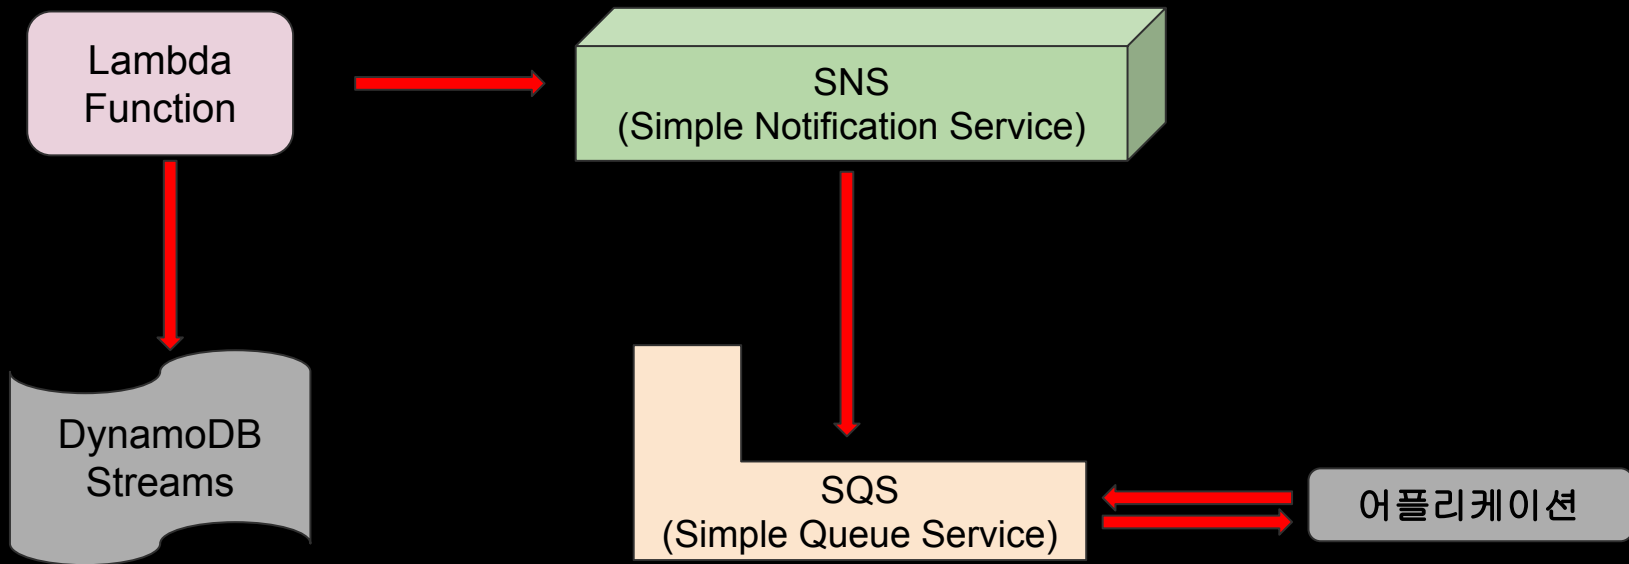 Lambda
Function
SNS
(Simple Notification Service)
DynamoDB
Streams
SQS
(Simple Queue Service)
어플리케이션